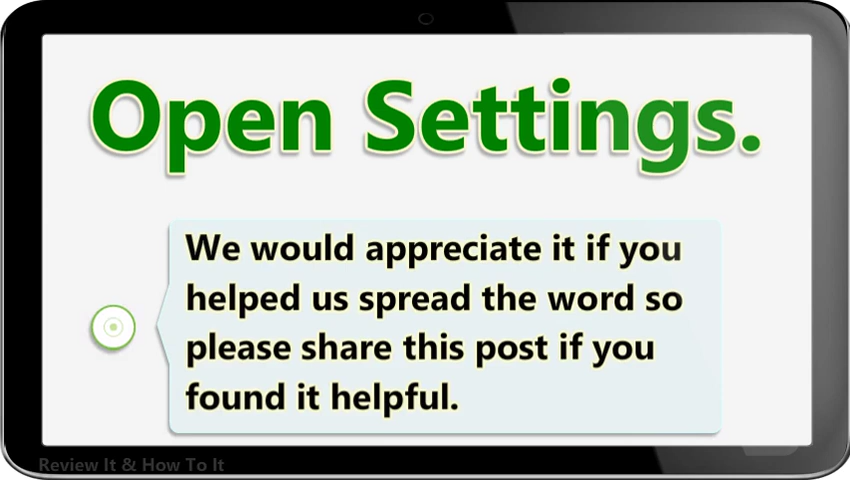 Open Settings.
We would appreciate it if you
helped us spread the word so
please share this post if you
found it helpful.
Review It & How To It